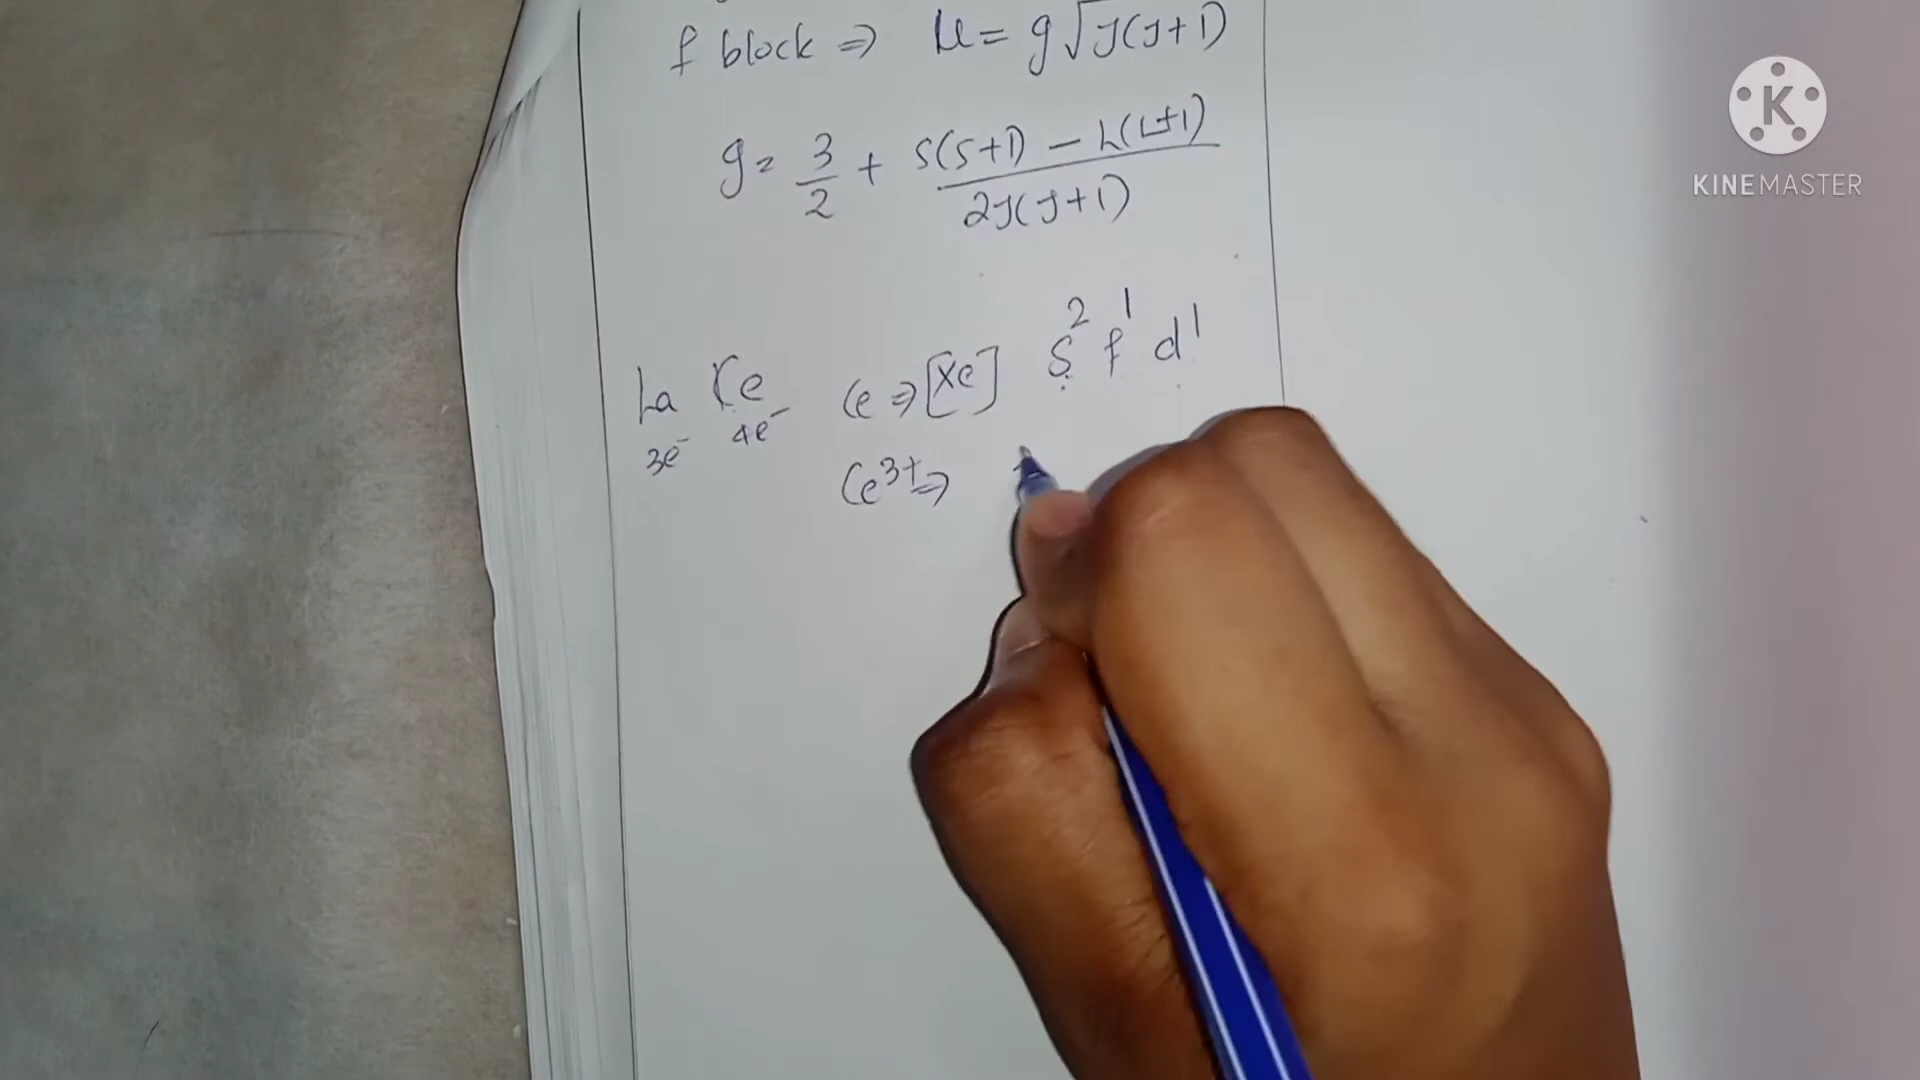 f block ⇒ μ = g√J(J+1)
g = 3/2 + S(S+1) - L(L+1) / 2J(J+1)
La Ce Ce ⇒ [Xe] s² f¹ d¹
3e⁻ 4e⁻
Ce³⁺ ⇒
K
KINEMASTER